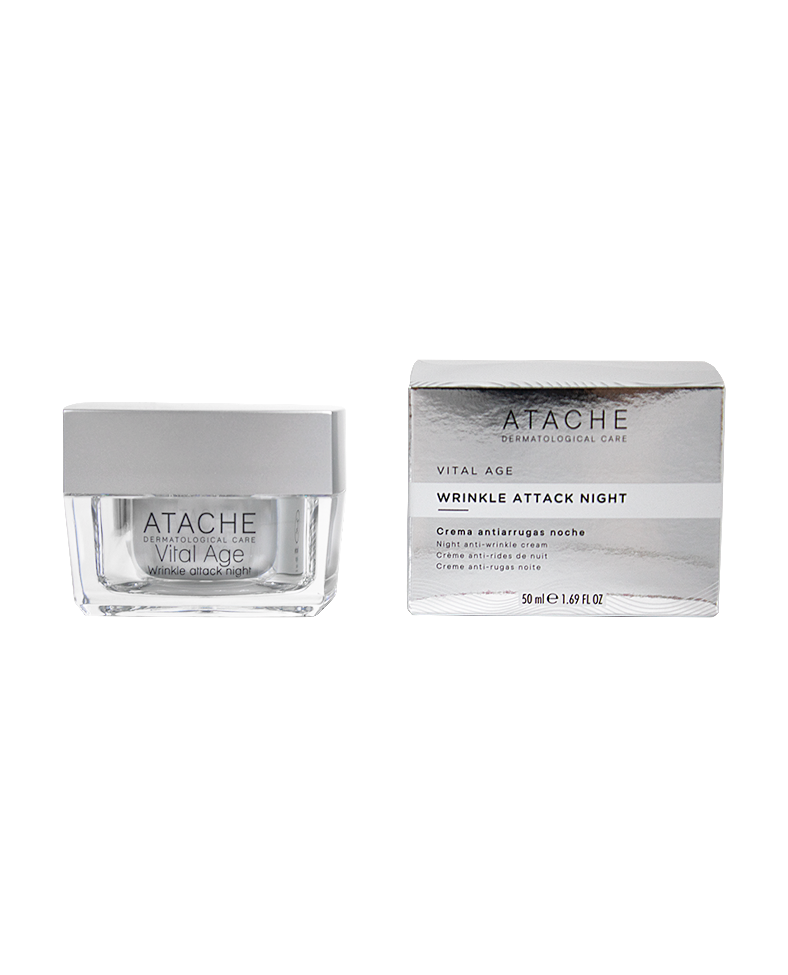 ATACHE
DERMATOLOGICAL CARE
Vital Age
Wrinkle attack night
ATACHE
DERMATOLOGICAL CARE
VITAL AGE
WRINKLE ATTACK NIGHT
Crema antiarrugas noche
Night anti-wrinkle cream
Crème anti-rides de nuit
Creme anti-rugas noite
50 ml ℮ 1.69 FL OZ